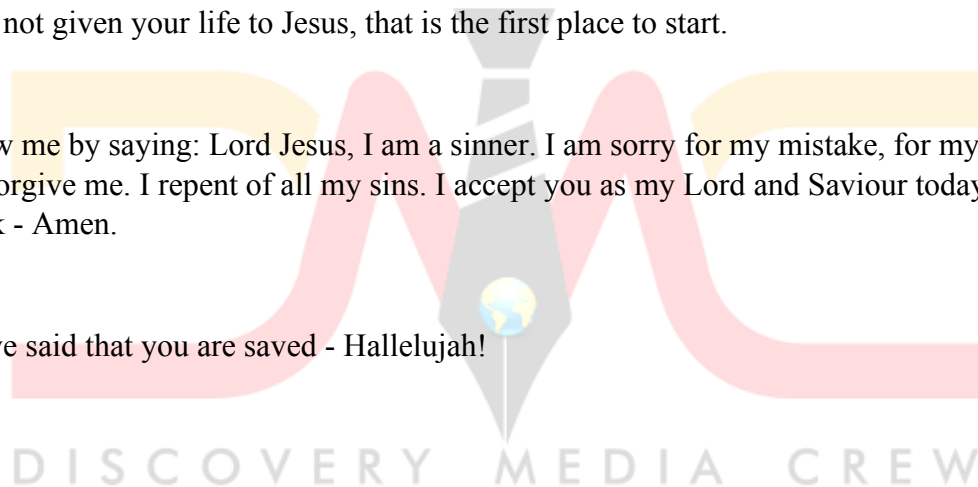 not given your life to Jesus, that is the first place to start.
me by saying: Lord Jesus, I am a sinner. I am sorry for my mistake, for my
forgive me. I repent of all my sins. I accept you as my Lord and Saviour today
- Amen.
said that you are saved - Hallelujah!
DISCOVERY MEDIA CREW